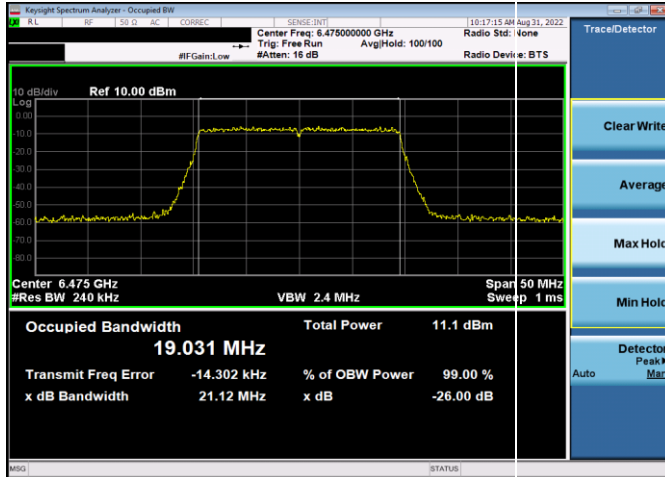 Keysight Spectrum Analyzer - Occupied BW
RL RF 50 Ω AC CORREC SENSE:INT 10:17:15 AM Aug 31, 2022
Center Freq: 6.475000000 GHz Radio Std: None
Trig: Free Run Avg|Hold: 100/100
#IFGain:Low #Atten: 16 dB Radio Device: BTS
Trace/Detector
10 dB/div Ref 10.00 dBm
Log
0.00
-10.0
-20.0
-30.0
-40.0
-50.0
-60.0
-70.0
-80.0
Center 6.475 GHz Span 50 MHz
#Res BW 240 kHz VBW 2.4 MHz Sweep 1 ms
Occupied Bandwidth Total Power 11.1 dBm
19.031 MHz
Transmit Freq Error -14.302 kHz % of OBW Power 99.00 %
x dB Bandwidth 21.12 MHz x dB -26.00 dB
Clear Write
Average
Max Hold
Min Hold
Detector
Peak
Auto Man
MSG STATUS